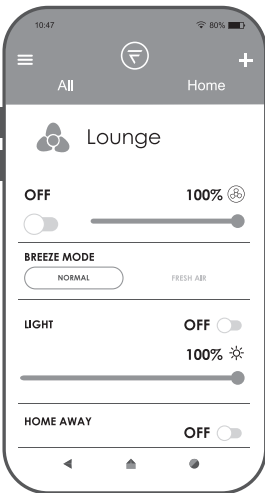 10:47 80%
All Home
Lounge
OFF 100%
BREEZE MODE
NORMAL FRESH AIR
LIGHT OFF
100%
HOME AWAY
OFF